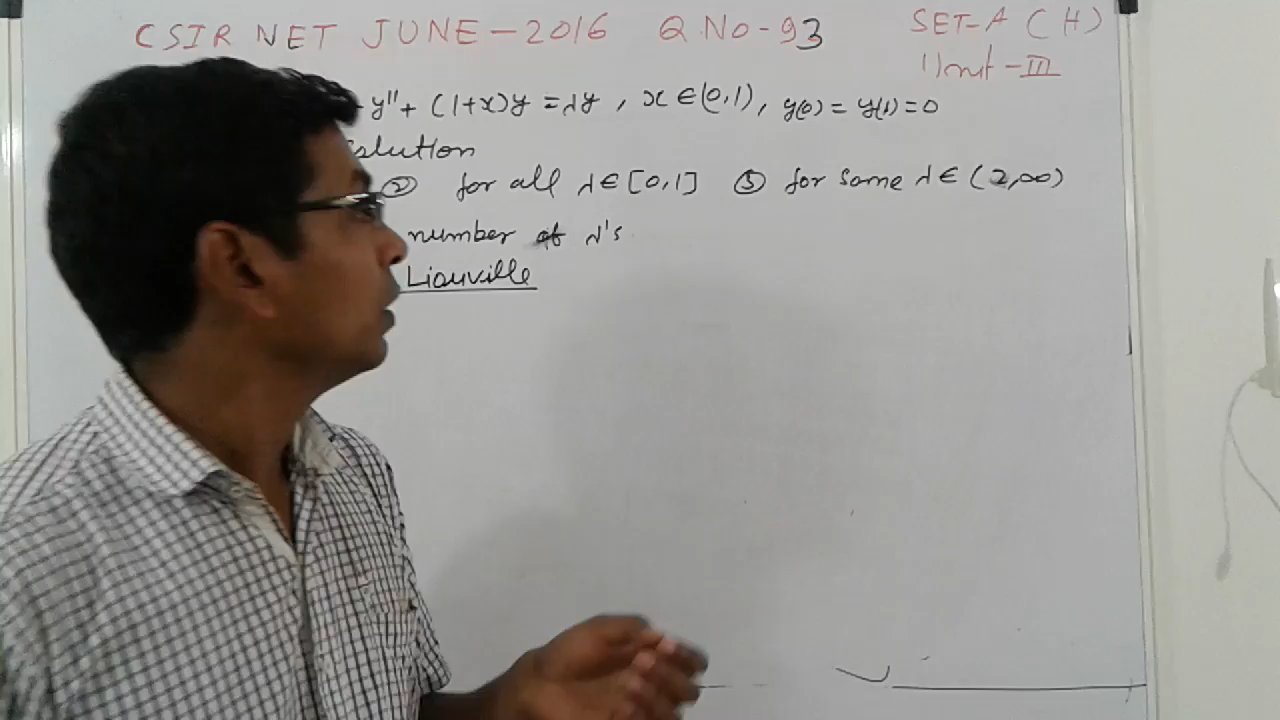 CSIR NET JUNE-2016 Q No-93 SET-A (H)
Unit-III
- y'' + (1+x)y = λy , x ∈ (0,1), y(0) = y(1) = 0
solution
② for all λ ∈ [0,1] ③ for some λ ∈ (2,∞)
number of λ's
Liouville